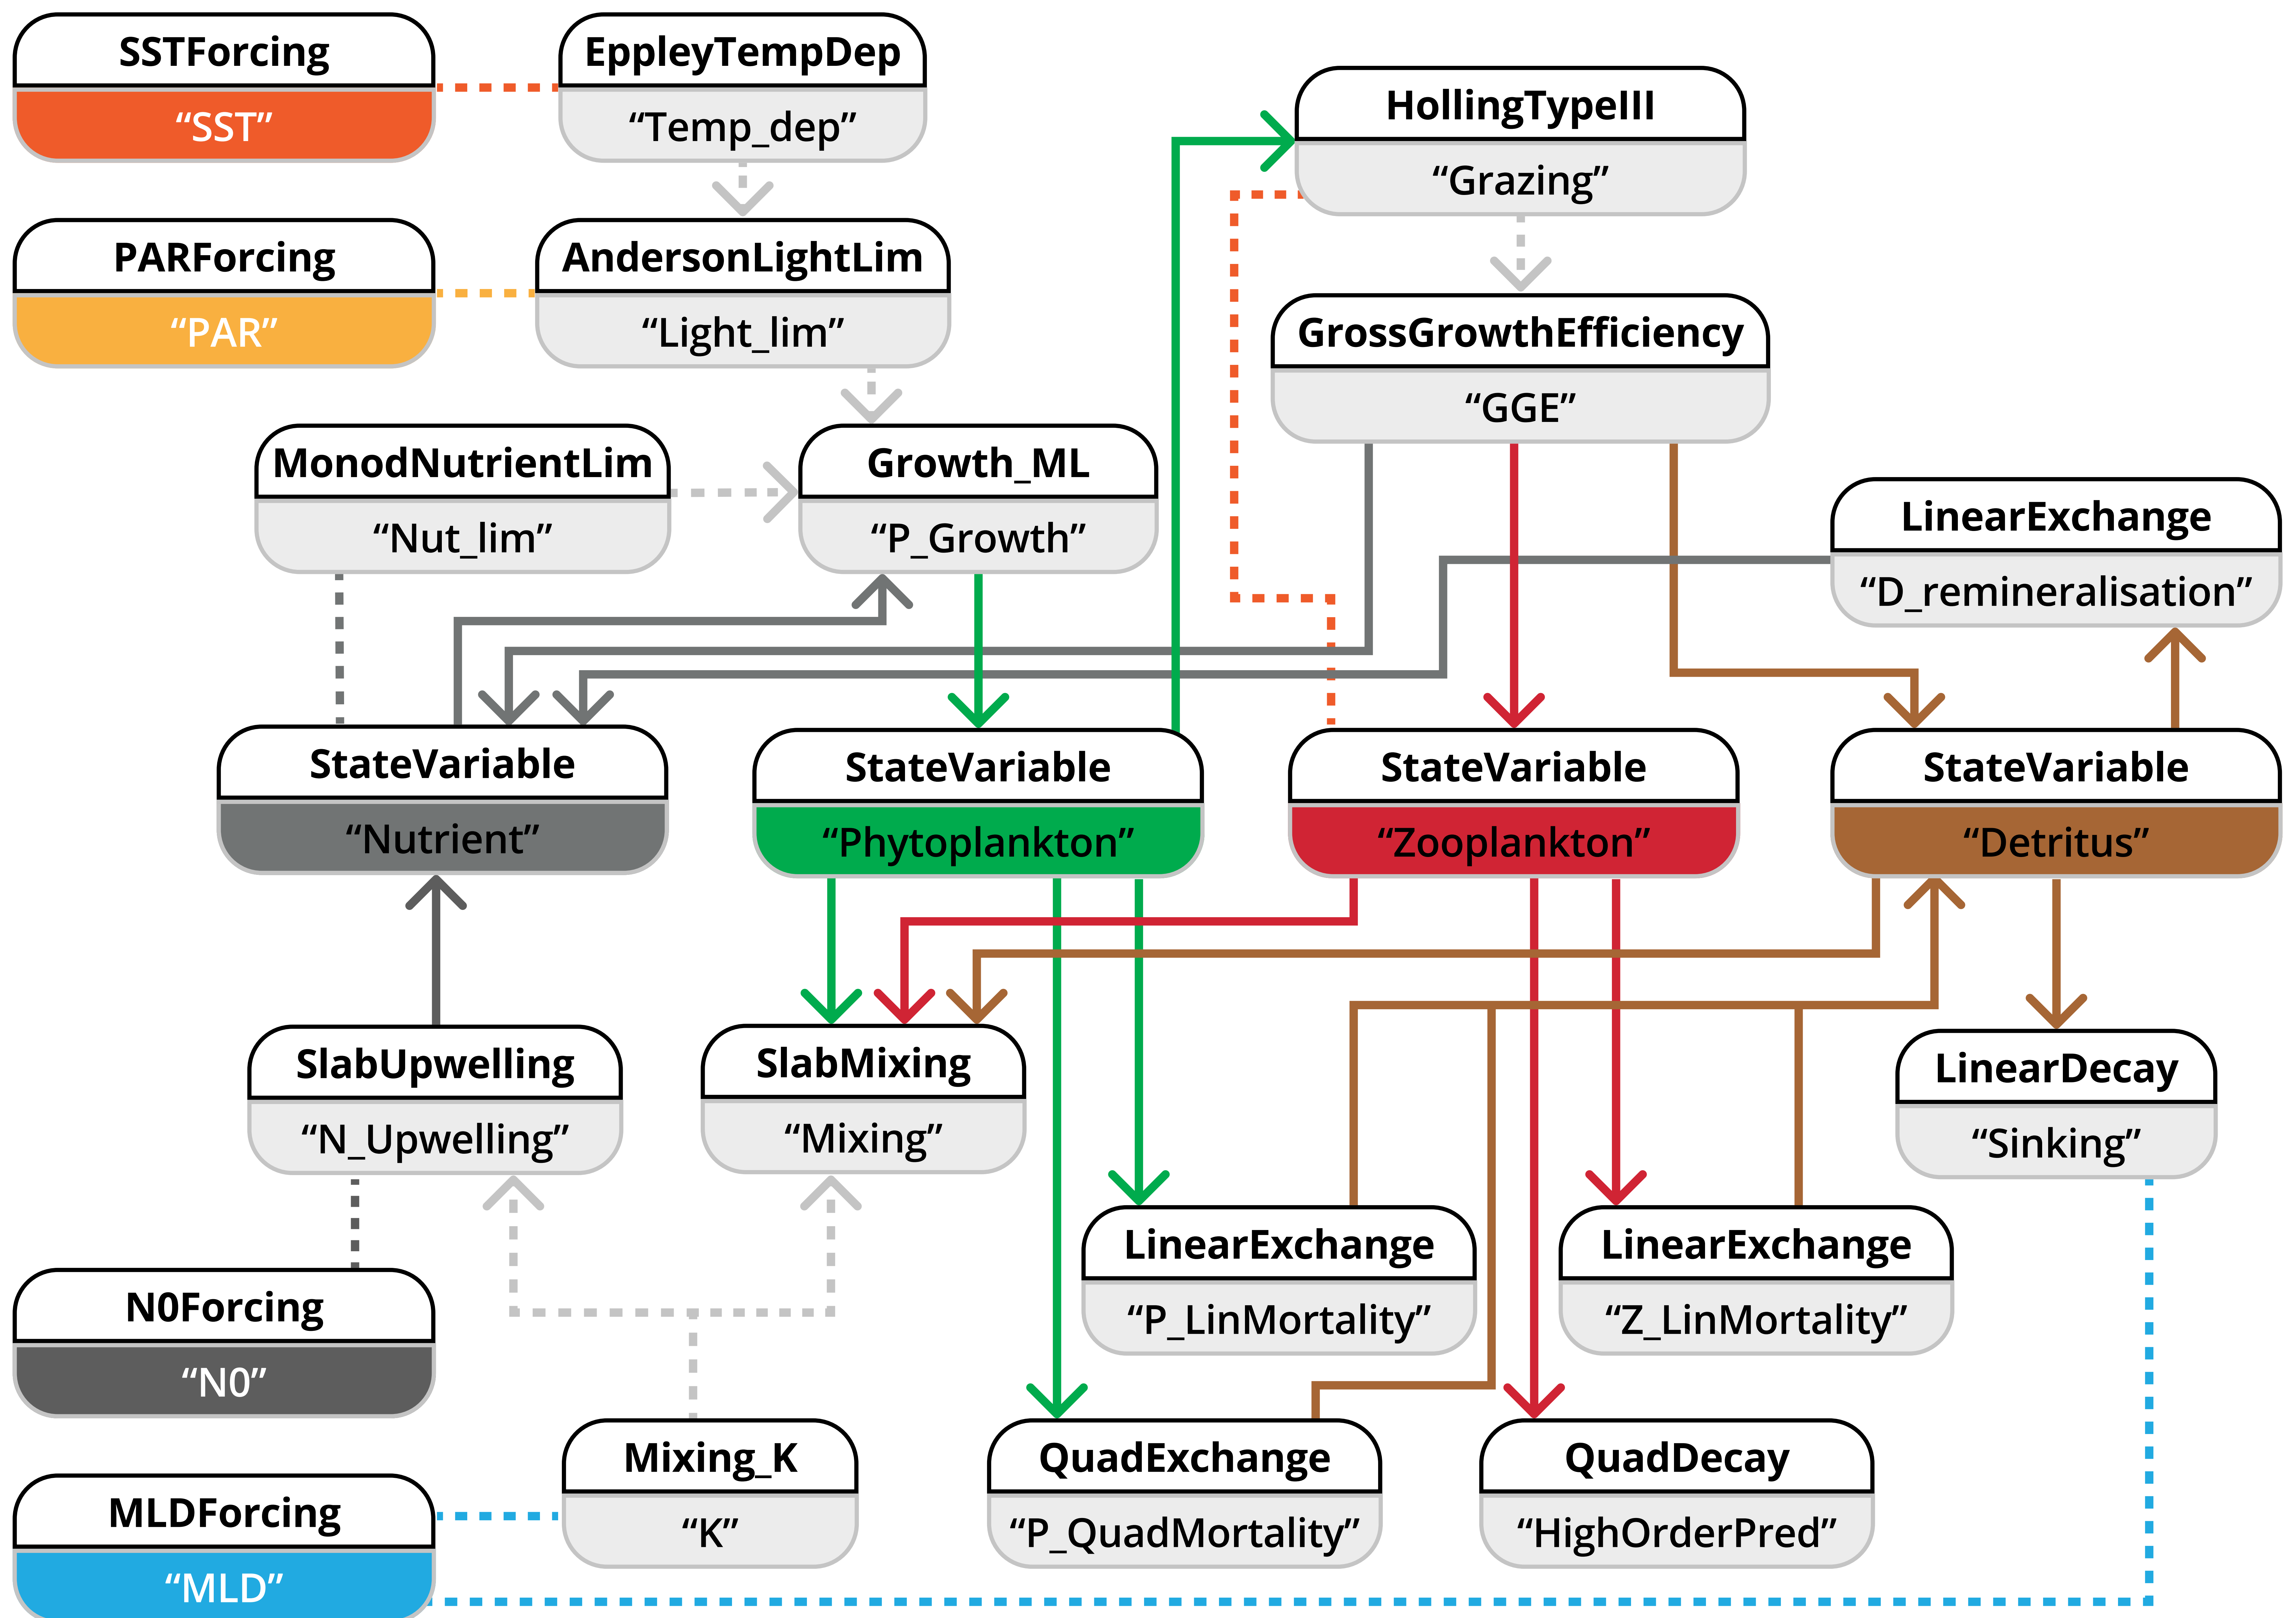 SSTForcing
“SST”
EppleyTempDep
“Temp_dep”
HollingTypeIII
“Grazing”
PARForcing
“PAR”
AndersonLightLim
“Light_lim”
GrossGrowthEfficiency
“GGE”
MonodNutrientLim
“Nut_lim”
Growth_ML
“P_Growth”
LinearExchange
“D_remineralisation”
StateVariable
“Nutrient”
StateVariable
“Phytoplankton”
StateVariable
“Zooplankton”
StateVariable
“Detritus”
SlabUpwelling
“N_Upwelling”
SlabMixing
“Mixing”
LinearDecay
“Sinking”
LinearExchange
“P_LinMortality”
LinearExchange
“Z_LinMortality”
N0Forcing
“N0”
Mixing_K
“K”
QuadExchange
“P_QuadMortality”
QuadDecay
“HighOrderPred”
MLDForcing
“MLD”